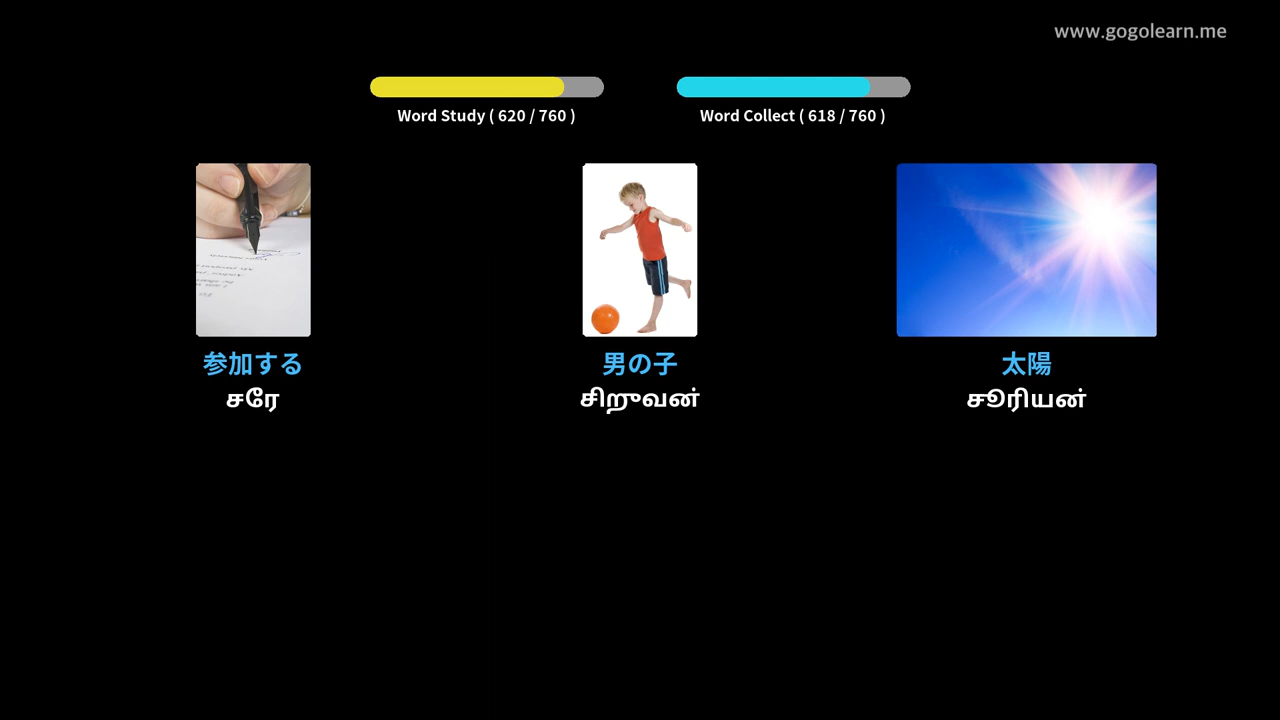 www.gogolearn.me
Word Study ( 620 / 760 )
Word Collect ( 618 / 760 )
参加する
சரே
男の子
சிறுவன்
太陽
சூரியன்